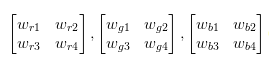 [w_{r1} w_{r2}] , [w_{g1} w_{g2}] , [w_{b1} w_{b2}]
[w_{r3} w_{r4}]   [w_{g3} w_{g4}]   [w_{b3} w_{b4}]